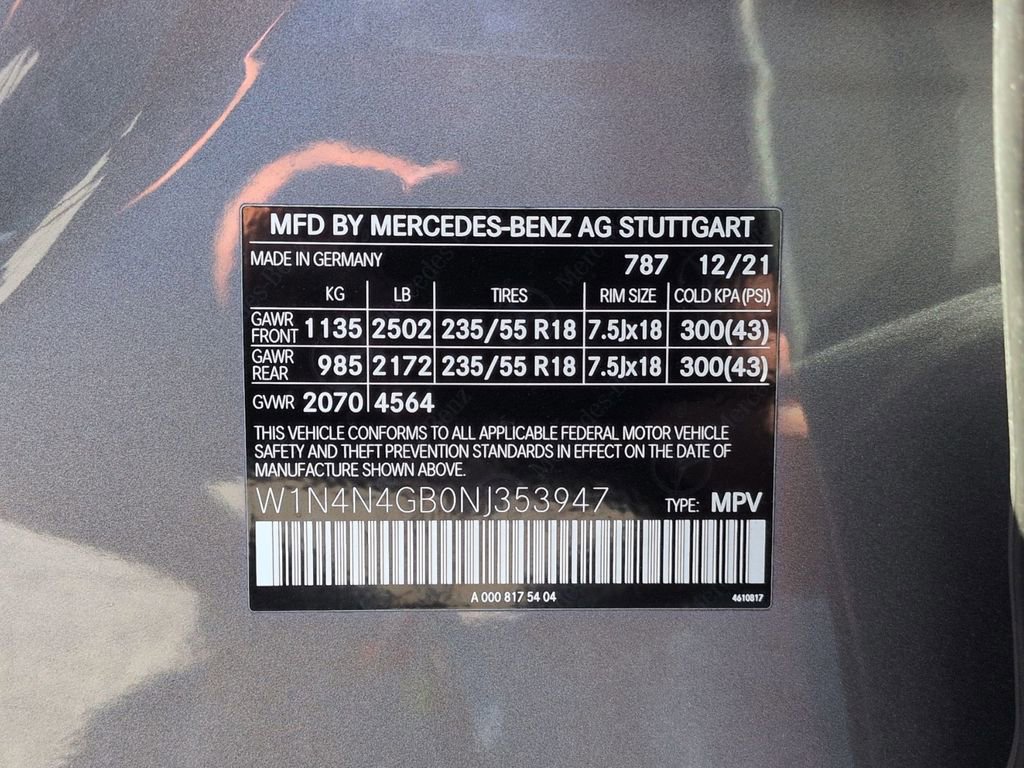 MFD BY MERCEDES-BENZ AG STUTTGART
MADE IN GERMANY 787 12/21
KG LB TIRES RIM SIZE COLD KPA (PSI)
GAWR FRONT 1135 2502 235/55 R18 7.5Jx18 300(43)
GAWR REAR 985 2172 235/55 R18 7.5Jx18 300(43)
GVWR 2070 4564
THIS VEHICLE CONFORMS TO ALL APPLICABLE FEDERAL MOTOR VEHICLE
SAFETY AND THEFT PREVENTION STANDARDS IN EFFECT ON THE DATE OF
MANUFACTURE SHOWN ABOVE.
W1N4N4GB0NJ353947 TYPE: MPV
A 000 817 54 04 4610817